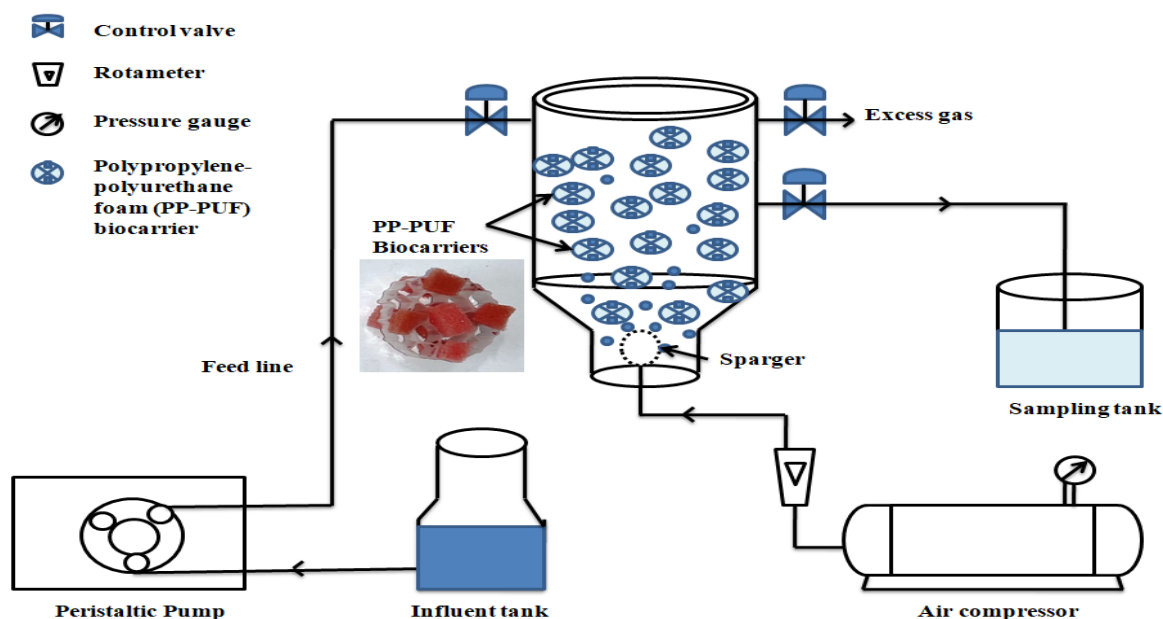 Control valve
Rotameter
Pressure gauge
Polypropylene-
polyurethane
foam (PP-PUF)
biocarrier
Excess gas
PP-PUF
Biocarriers
Feed line
Sparger
Sampling tank
Peristaltic Pump
Influent tank
Air compressor